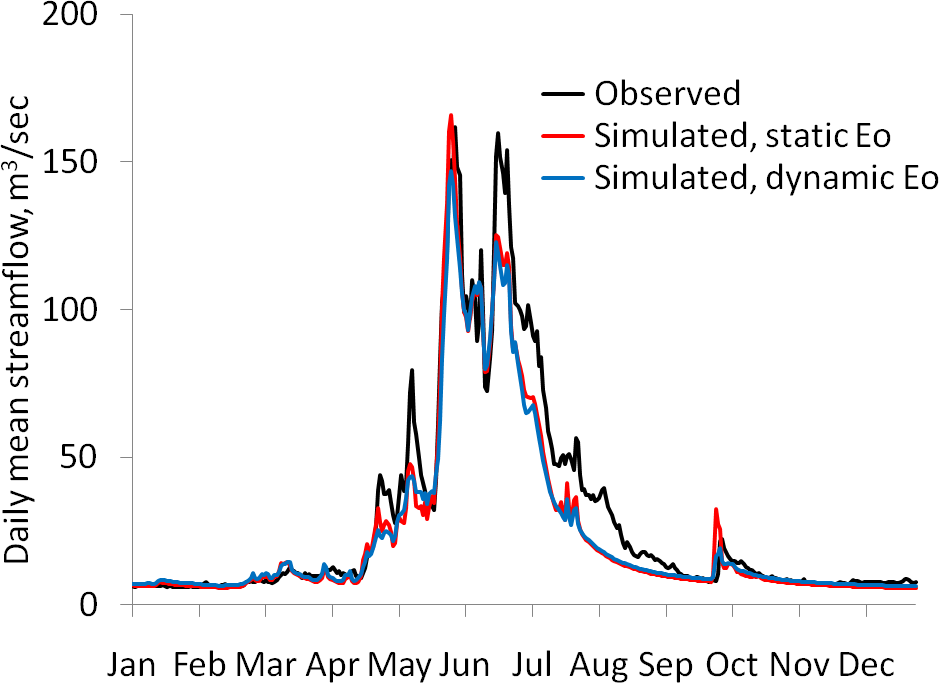 200
150
100
50
0
Daily mean streamflow, m³/sec
Observed
Simulated, static Eo
Simulated, dynamic Eo
Jan Feb Mar Apr May Jun Jul Aug Sep Oct Nov Dec